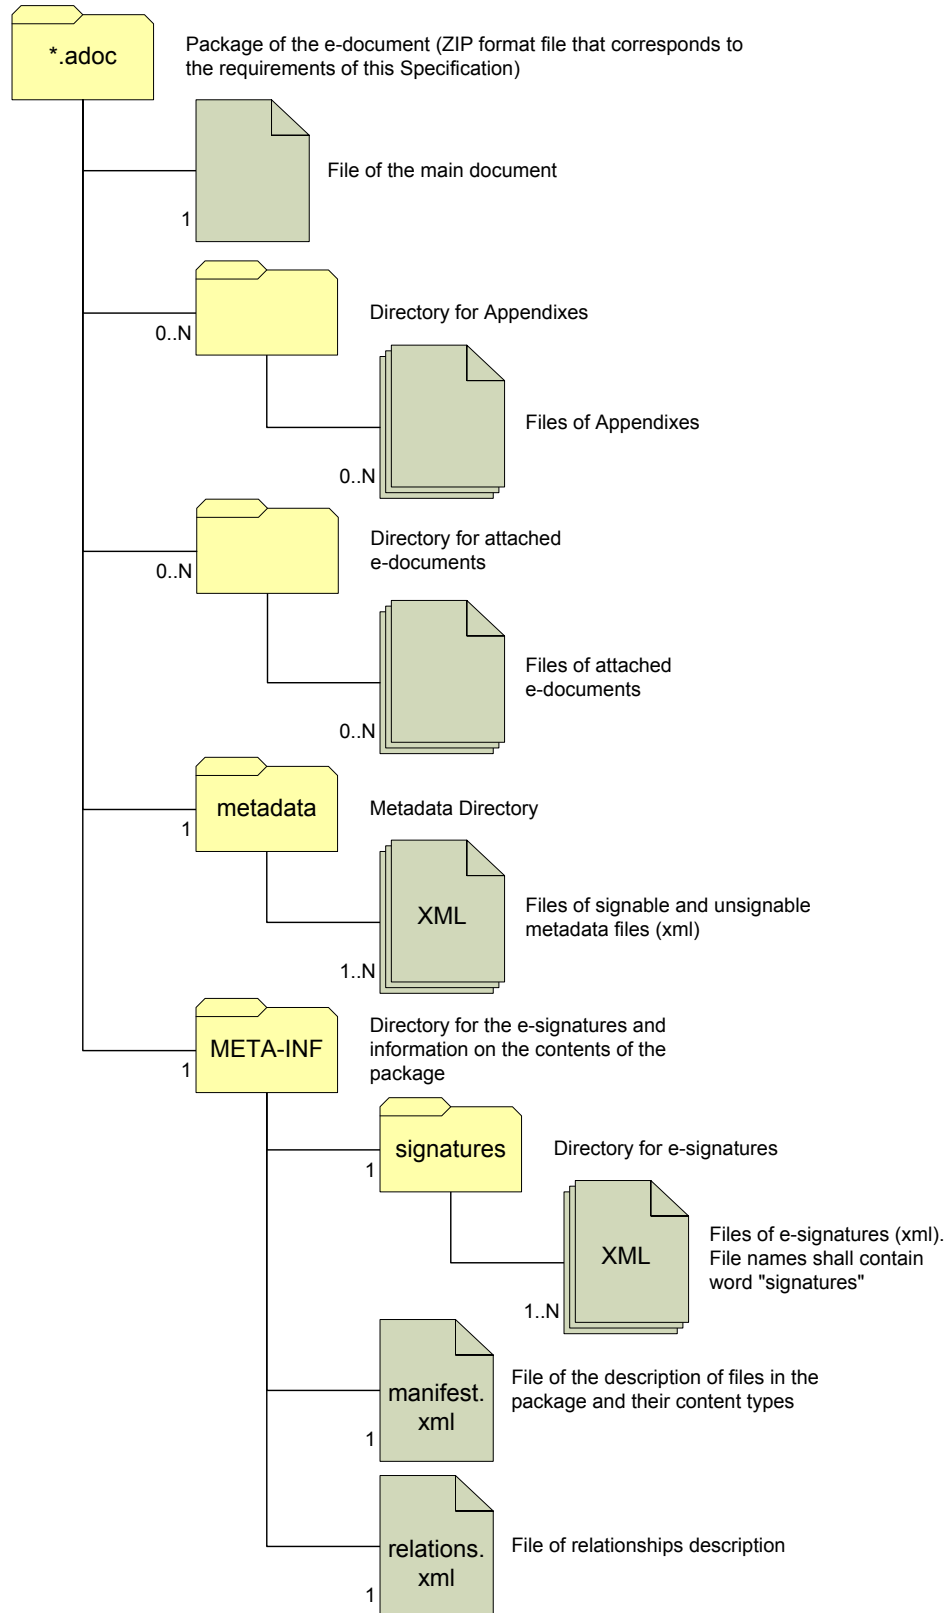 *.adoc
Package of the e-document (ZIP format file that corresponds to
the requirements of this Specification)
File of the main document
1
Directory for Appendixes
0..N
Files of Appendixes
0..N
Directory for attached
e-documents
0..N
Files of attached
e-documents
0..N
metadata
Metadata Directory
1
XML
Files of signable and unsignable
metadata files (xml)
1..N
META-INF
Directory for the e-signatures and
information on the contents of the
package
1
signatures
Directory for e-signatures
1
XML
Files of e-signatures (xml).
File names shall contain
word "signatures"
1..N
manifest.
xml
File of the description of files in the
package and their content types
1
relations.
xml
File of relationships description
1